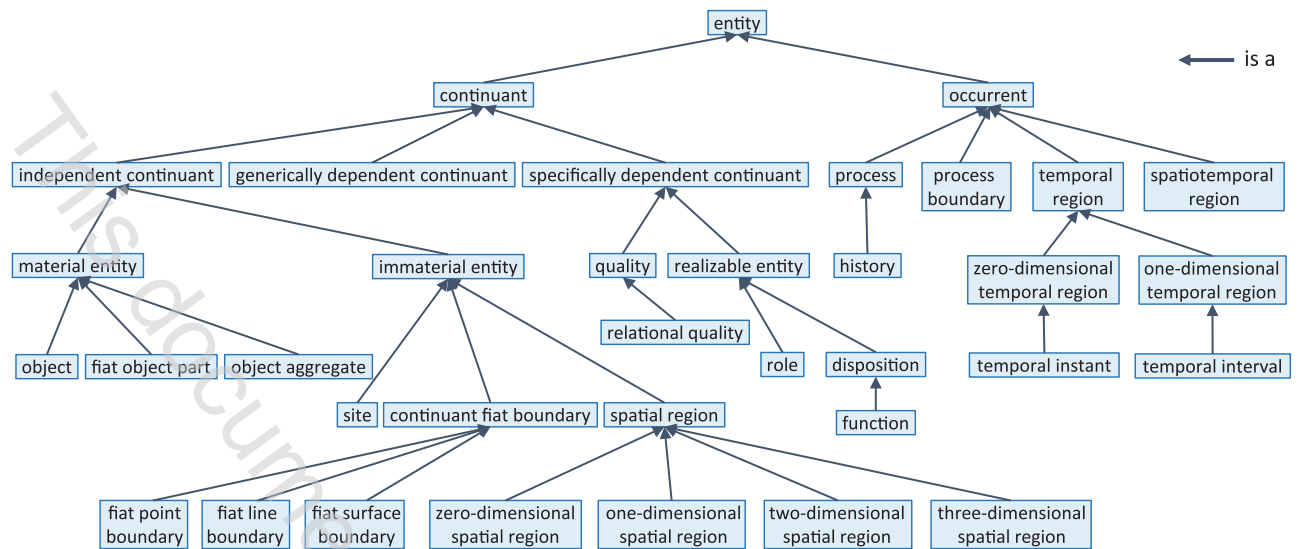 entity
is a
continuant
occurrent
independent continuant
generically dependent continuant
specifically dependent continuant
process
process
boundary
temporal
region
spatiotemporal
region
material entity
immaterial entity
quality
realizable entity
history
zero-dimensional
temporal region
one-dimensional
temporal region
relational quality
object
fiat object part
object aggregate
role
disposition
temporal instant
temporal interval
site
continuant fiat boundary
spatial region
function
fiat point
boundary
fiat line
boundary
fiat surface
boundary
zero-dimensional
spatial region
one-dimensional
spatial region
two-dimensional
spatial region
three-dimensional
spatial region
This docume